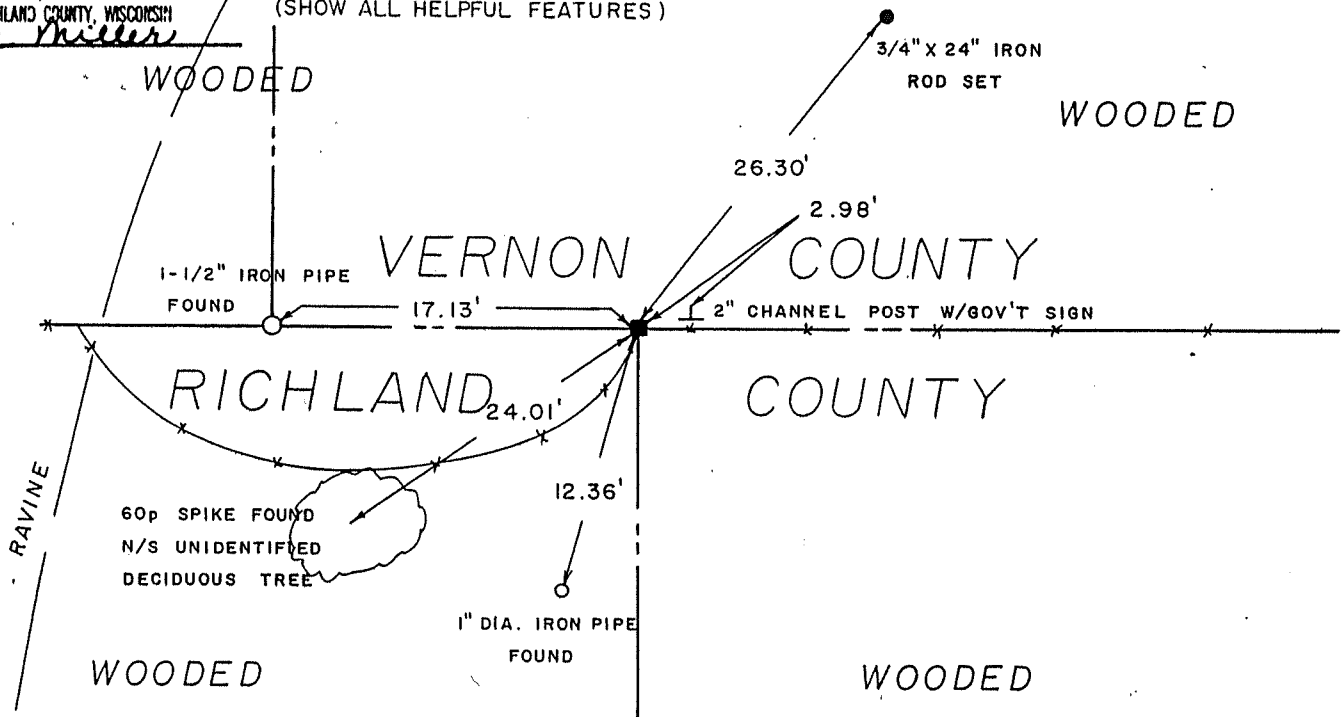 COUNTY, WISCONSIN
Miller
(SHOW ALL HELPFUL FEATURES)
WOODED
3/4" X 24" IRON
ROD SET
WOODED
26.30'
2.98'
VERNON COUNTY
1-1/2" IRON PIPE
FOUND
17.13'
2" CHANNEL POST W/GOV'T SIGN
RICHLAND COUNTY
24.01'
12.36'
RAVINE
60p SPIKE FOUND
N/S UNIDENTIFIED
DECIDUOUS TREE
1" DIA. IRON PIPE
FOUND
WOODED
WOODED